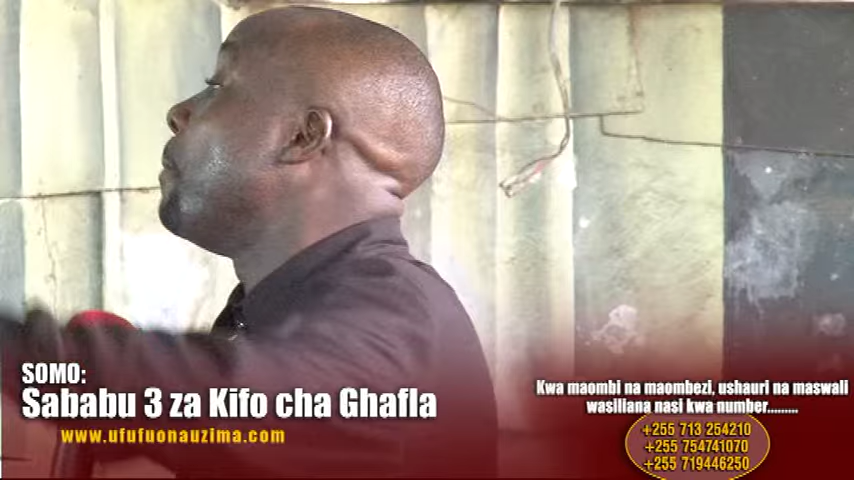 SOMO:
Sababu 3 za Kifo cha Ghafla
www.ufufuonauzima.com
Kwa maombi na maombezi, ushauri na maswali
wasiliana nasi kwa number.........
+255 713 254210
+255 754741070
+255 719446250